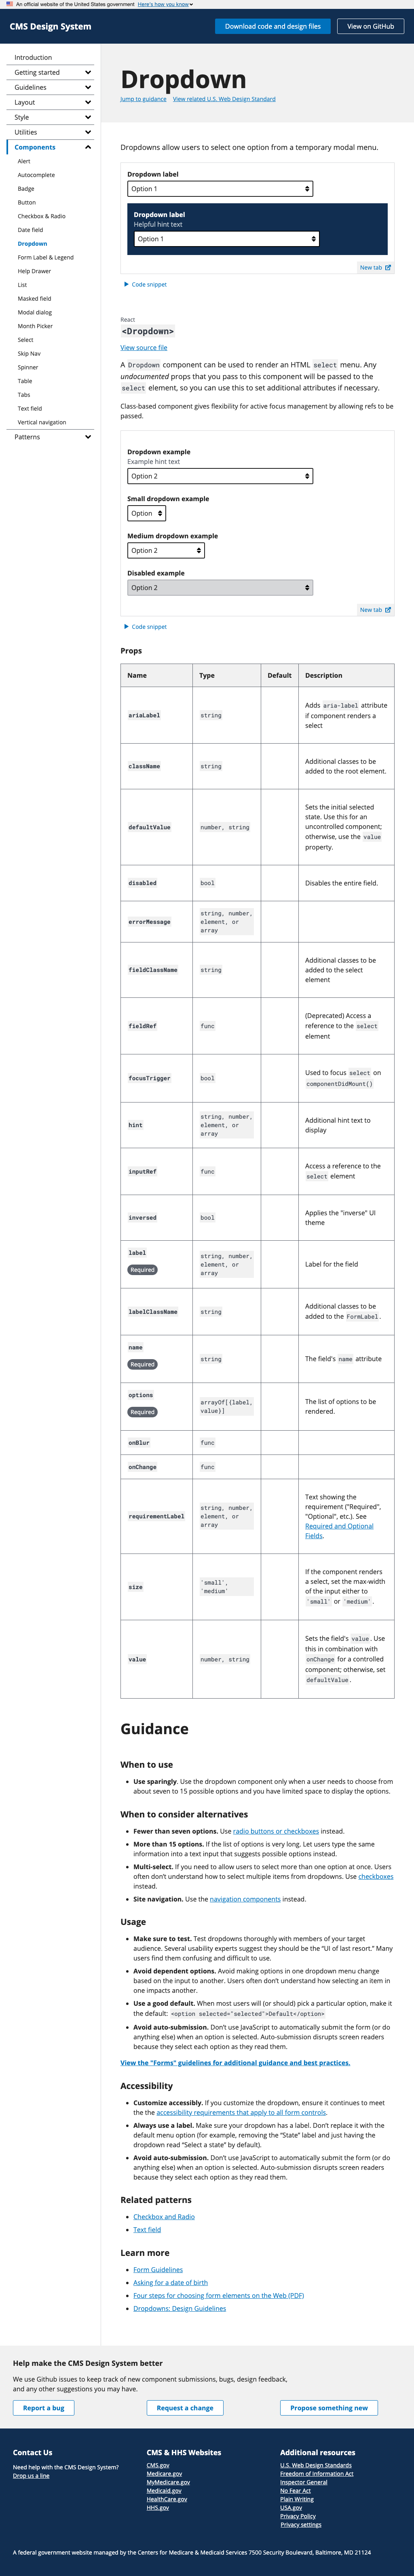 An official website of the United States government Here's how you know
CMS Design System
Download code and design files
View on GitHub
Introduction
Getting started
Guidelines
Layout
Style
Utilities
Components
Alert
Autocomplete
Badge
Button
Checkbox & Radio
Date field
Dropdown
Form Label & Legend
Help Drawer
List
Masked field
Modal dialog
Month Picker
Select
Skip Nav
Spinner
Table
Tabs
Text field
Vertical navigation
Patterns
Dropdown
Jump to guidance View related U.S. Web Design Standard
Dropdowns allow users to select one option from a temporary modal menu.
Dropdown label
Option 1
Dropdown label
Helpful hint text
Option 1
New tab
Code snippet
React
<Dropdown>
View source file
A Dropdown component can be used to render an HTML select menu. Any
undocumented props that you pass to this component will be passed to the
select element, so you can use this to set additional attributes if necessary.
Class-based component gives flexibility for active focus management by allowing refs to be
passed.
Dropdown example
Example hint text
Option 2
Small dropdown example
Option
Medium dropdown example
Option 2
Disabled example
Option 2
New tab
Code snippet
Props
Name Type Default Description
ariaLabel string Adds aria-label attribute
if component renders a
select
className string Additional classes to be
added to the root element.
defaultValue number, string Sets the initial selected
state. Use this for an
uncontrolled component;
otherwise, use the value
property.
disabled bool Disables the entire field.
errorMessage string, number,
element, or
array
fieldClassName string Additional classes to be
added to the select
element
fieldRef func (Deprecated) Access a
reference to the select
element
focusTrigger bool Used to focus select on
componentDidMount()
hint string, number,
element, or
array
Additional hint text to
display
inputRef func Access a reference to the
select element
inversed bool Applies the "inverse" UI
theme
label
Required
string, number,
element, or
array
Label for the field
labelClassName string Additional classes to be
added to the FormLabel.
name
Required
string The field's name attribute
options
Required
arrayOf[{label,
value}]
The list of options to be
rendered.
onBlur func
onChange func
requirementLabel string, number,
element, or
array
Text showing the
requirement ("Required",
"Optional", etc.). See
Required and Optional
Fields.
size 'small',
'medium'
If the component renders
a select, set the max-width
of the input either to
'small' or 'medium'.
value number, string Sets the field's value. Use
this in combination with
onChange for a controlled
component; otherwise, set
defaultValue.
Guidance
When to use
Use sparingly. Use the dropdown component only when a user needs to choose from
about seven to 15 possible options and you have limited space to display the options.
When to consider alternatives
Fewer than seven options. Use radio buttons or checkboxes instead.
More than 15 options. If the list of options is very long. Let users type the same
information into a text input that suggests possible options instead.
Multi-select. If you need to allow users to select more than one option at once. Users
often don't understand how to select multiple items from dropdowns. Use checkboxes
instead.
Site navigation. Use the navigation components instead.
Usage
Make sure to test. Test dropdowns thoroughly with members of your target
audience. Several usability experts suggest they should be the "UI of last resort." Many
users find them confusing and difficult to use.
Avoid dependent options. Avoid making options in one dropdown menu change
based on the input to another. Users often don't understand how selecting an item in
one impacts another.
Use a good default. When most users will (or should) pick a particular option, make it
the default: <option selected="selected">Default</option>
Avoid auto-submission. Don't use JavaScript to automatically submit the form (or do
anything else) when an option is selected. Auto-submission disrupts screen readers
because they select each option as they read them.
View the "Forms" guidelines for additional guidance and best practices.
Accessibility
Customize accessibly. If you customize the dropdown, ensure it continues to meet
the the accessibility requirements that apply to all form controls.
Always use a label. Make sure your dropdown has a label. Don't replace it with the
default menu option (for example, removing the "State" label and just having the
dropdown read "Select a state" by default).
Avoid auto-submission. Don't use JavaScript to automatically submit the form (or do
anything else) when an option is selected. Auto-submission disrupts screen readers
because they select each option as they read them.
Related patterns
Checkbox and Radio
Text field
Learn more
Form Guidelines
Asking for a date of birth
Four steps for choosing form elements on the Web (PDF)
Dropdowns: Design Guidelines
Help make the CMS Design System better
We use Github issues to keep track of new component submissions, bugs, design feedback,
and any other suggestions you may have.
Report a bug
Request a change
Propose something new
Contact Us
Need help with the CMS Design System?
Drop us a line
CMS & HHS Websites
CMS.gov
Medicare.gov
MyMedicare.gov
Medicaid.gov
HealthCare.gov
HHS.gov
Additional resources
U.S. Web Design Standards
Freedom of Information Act
Inspector General
No Fear Act
Plain Writing
USA.gov
Privacy Policy
Privacy settings
A federal government website managed by the Centers for Medicare & Medicaid Services 7500 Security Boulevard, Baltimore, MD 21124